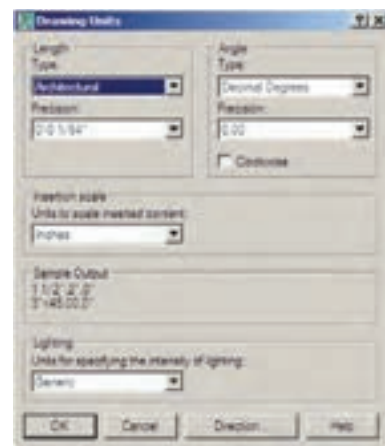 Drawing Units
Length
Type:
Architectural
Precision:
0'-0 1/64"
Angle
Type:
Decimal Degrees
Precision:
0.00
Clockwise
Insertion scale
Units to scale inserted content:
Inches
Sample Output
1 1/2",2",0"
3"<45.00,0"
Lighting
Units for specifying the intensity of lighting:
Generic
OK
Cancel
Direction...
Help